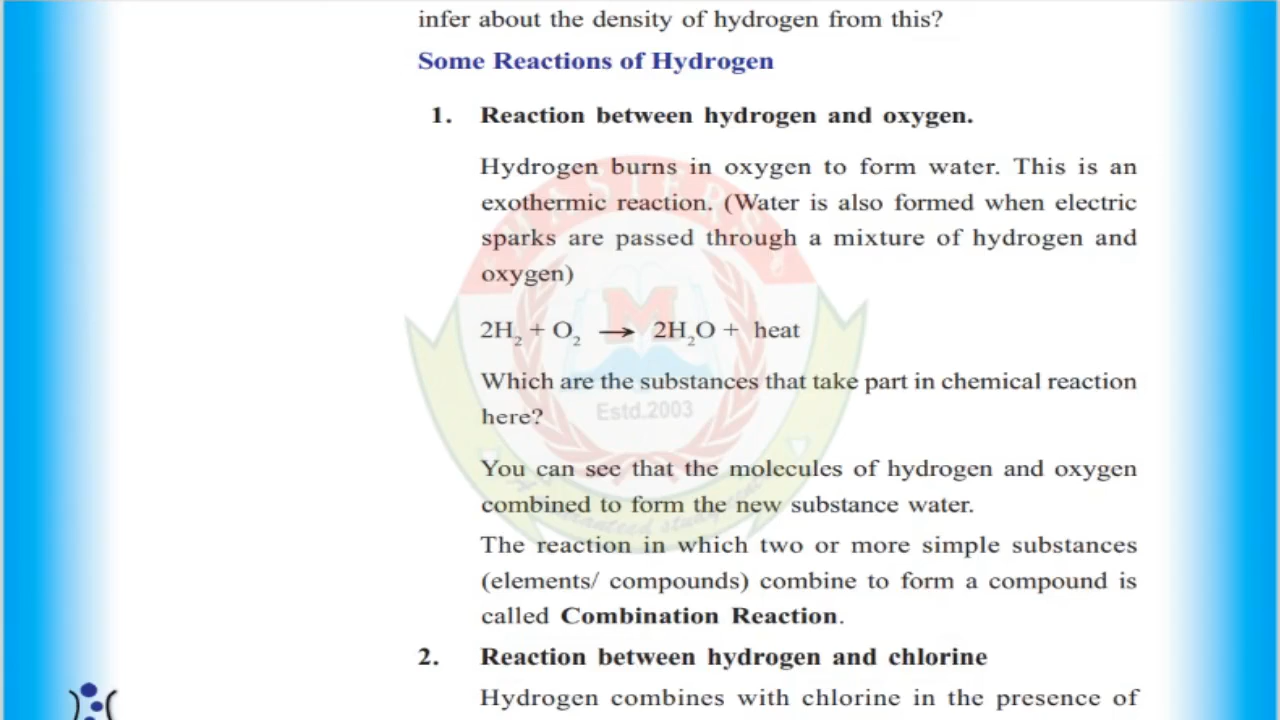 infer about the density of hydrogen from this?
Some Reactions of Hydrogen
1. Reaction between hydrogen and oxygen.
Hydrogen burns in oxygen to form water. This is an
exothermic reaction. (Water is also formed when electric
sparks are passed through a mixture of hydrogen and
oxygen)
2H₂ + O₂ → 2H₂O + heat
Which are the substances that take part in chemical reaction
here?
You can see that the molecules of hydrogen and oxygen
combined to form the new substance water.
The reaction in which two or more simple substances
(elements/ compounds) combine to form a compound is
called Combination Reaction.
2. Reaction between hydrogen and chlorine
Hydrogen combines with chlorine in the presence of
MASTERS
M
Estd.2003